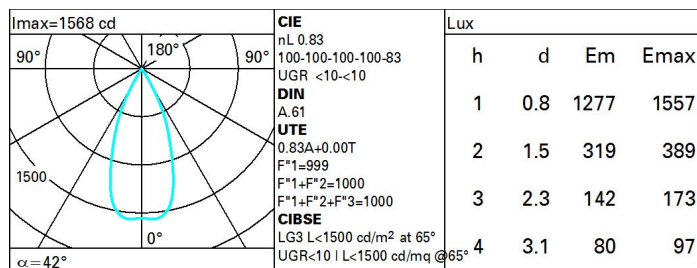 Imax=1568 cd
90°
180°
90°
1500
0°
α=42°
CIE
nL 0.83
100-100-100-100-83
UGR <10-<10
DIN
A.61
UTE
0.83A+0.00T
F"1=999
F"1+F"2=1000
F"1+F"2+F"3=1000
CIBSE
LG3 L<1500 cd/m² at 65°
UGR<10 | L<1500 cd/mq @65°
Lux
h d Em Emax
1 0.8 1277 1557
2 1.5 319 389
3 2.3 142 173
4 3.1 80 97